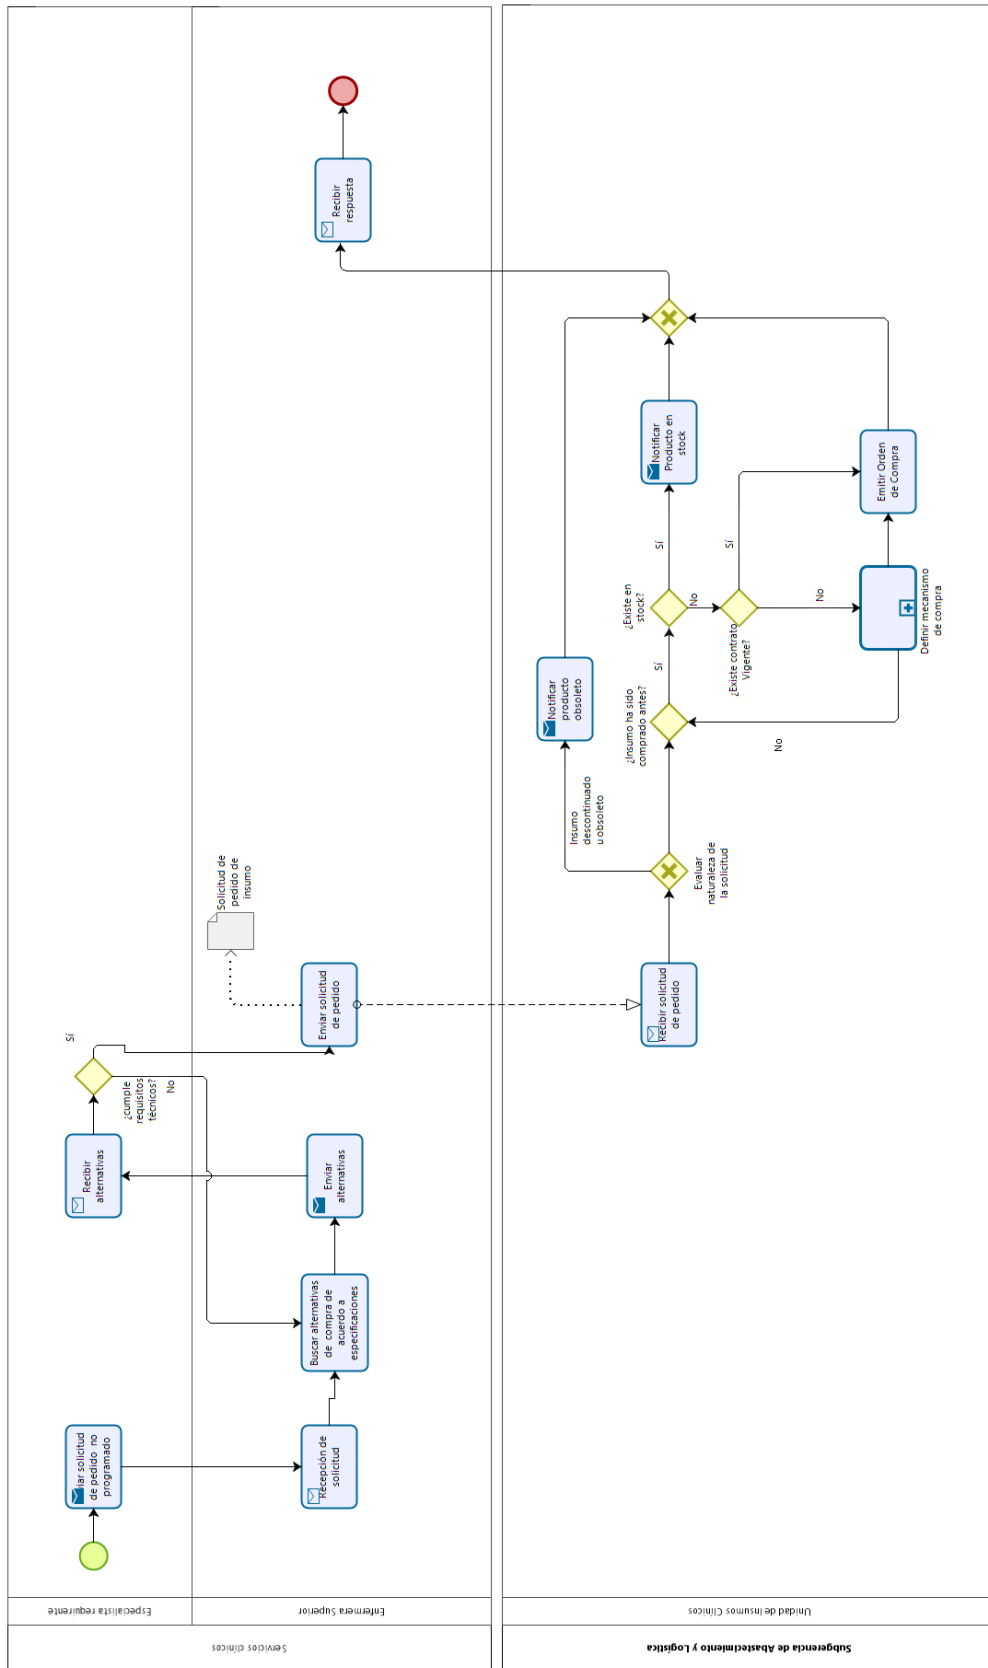 Servicios clínicos
Especialista requirente
Enfermera Superior
Subgerencia de Abastecimiento y Logística
Unidad de Insumos Clínicos
iar solicitud
de pedido no
programado
Recepción de
solicitud
Buscar alternativas
de compra de
acuerdo a
especificaciones
Enviar
alternativas
Recibir
alternativas
¿cumple
requisitos
técnicos?
No
Sí
Enviar solicitud
de pedido
Solicitud de
pedido de
insumo
Recibir solicitud
de pedido
Evaluar
naturaleza de
la solicitud
Insumo
descontinuado
u obsoleto
Notificar
producto
obsoleto
¿Insumo ha sido
comprado antes?
No
Sí
¿Existe en
stock?
No
Sí
¿Existe contrato
Vigente?
Sí
No
Definir mecanismo
de compra
Notificar
Producto en
stock
Emitir Orden
de Compra
Recibir
respuesta